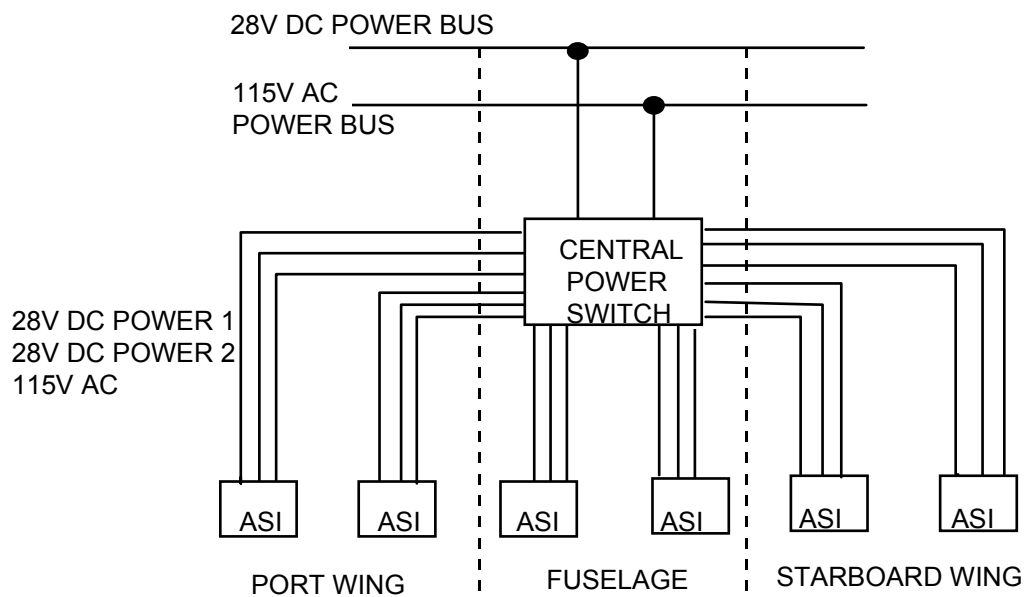 28V DC POWER BUS
115V AC
POWER BUS
CENTRAL
POWER
SWITCH
28V DC POWER 1
28V DC POWER 2
115V AC
ASI
ASI
ASI
ASI
ASI
ASI
PORT WING
FUSELAGE
STARBOARD WING